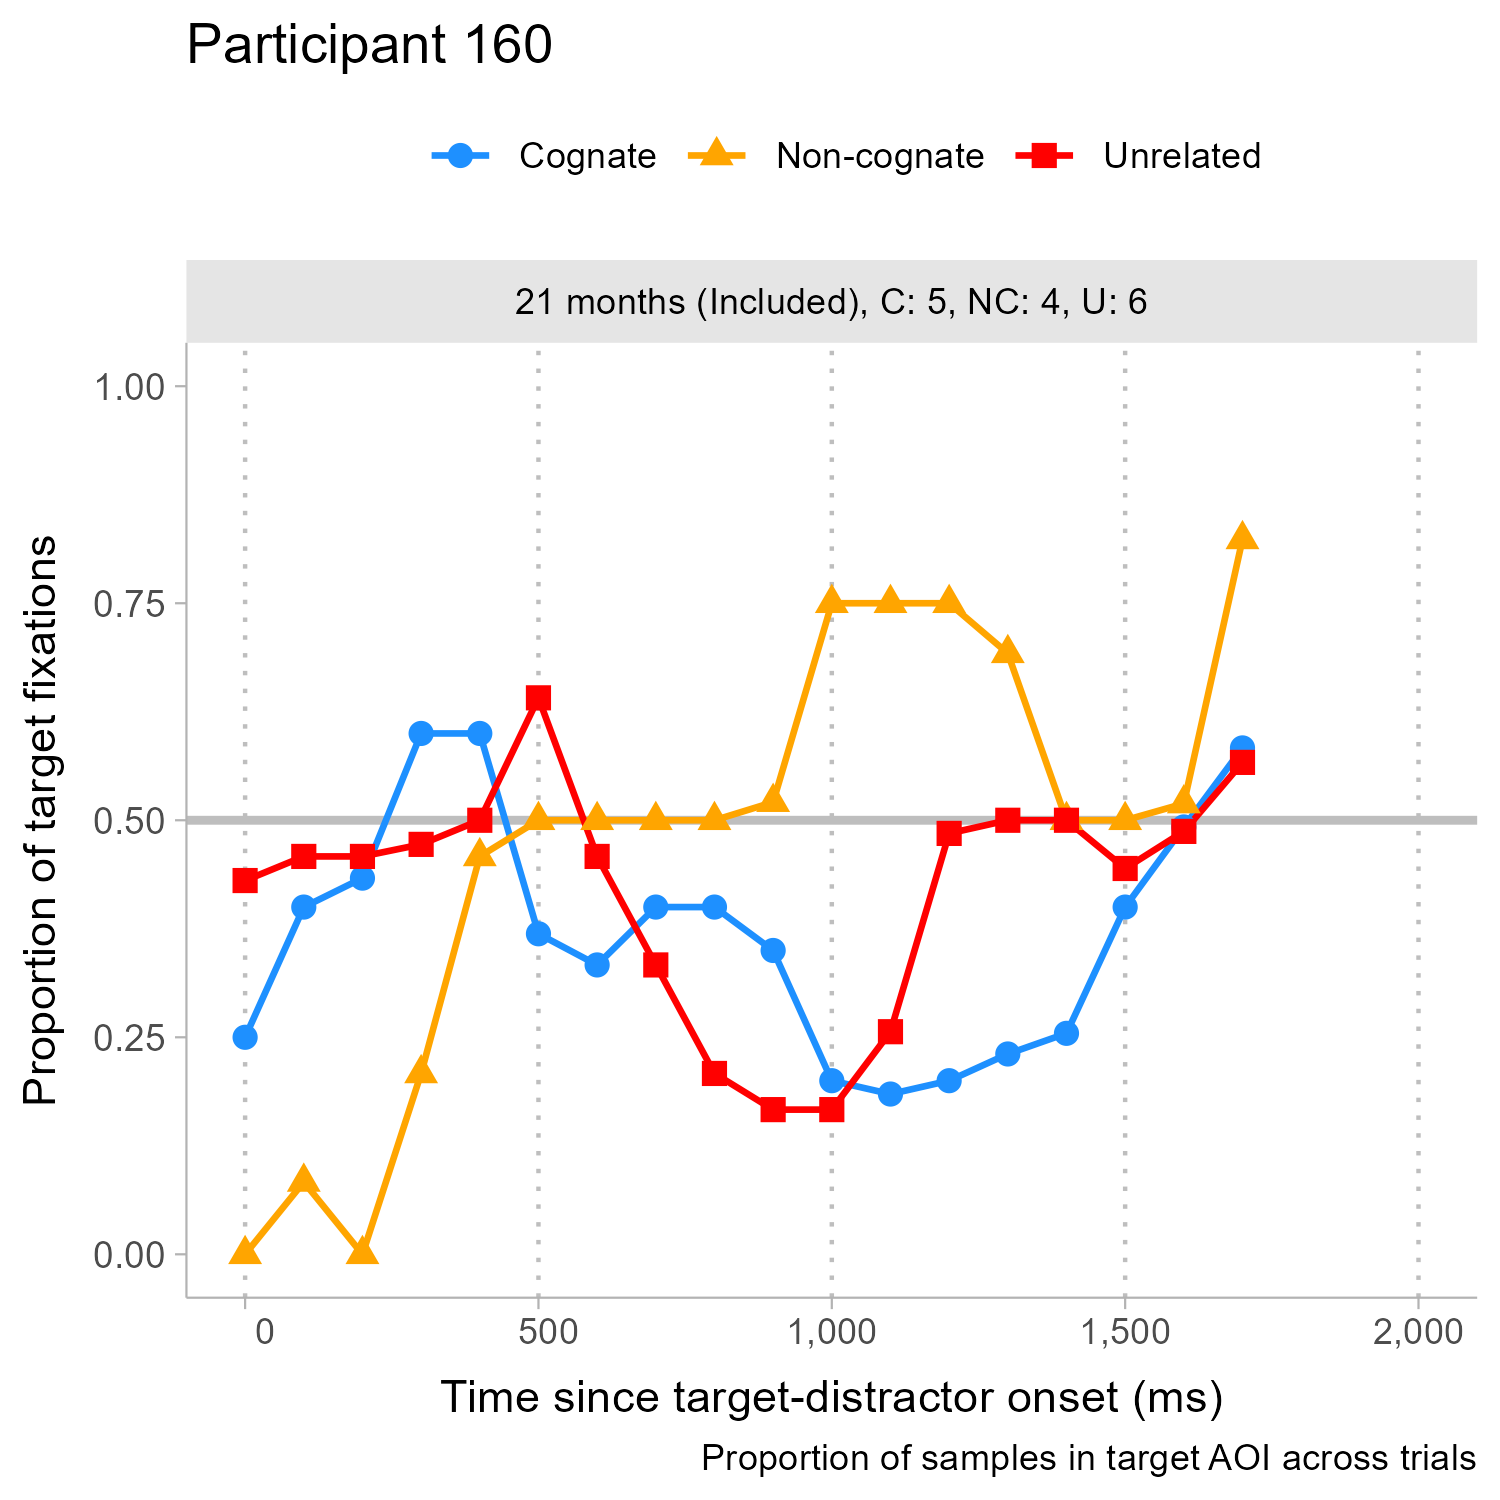 Participant 160
Cognate Non-cognate Unrelated
21 months (Included), C: 5, NC: 4, U: 6
1.00
0.75
0.50
0.25
0.00
Proportion of target fixations
0 500 1,000 1,500 2,000
Time since target-distractor onset (ms)
Proportion of samples in target AOI across trials